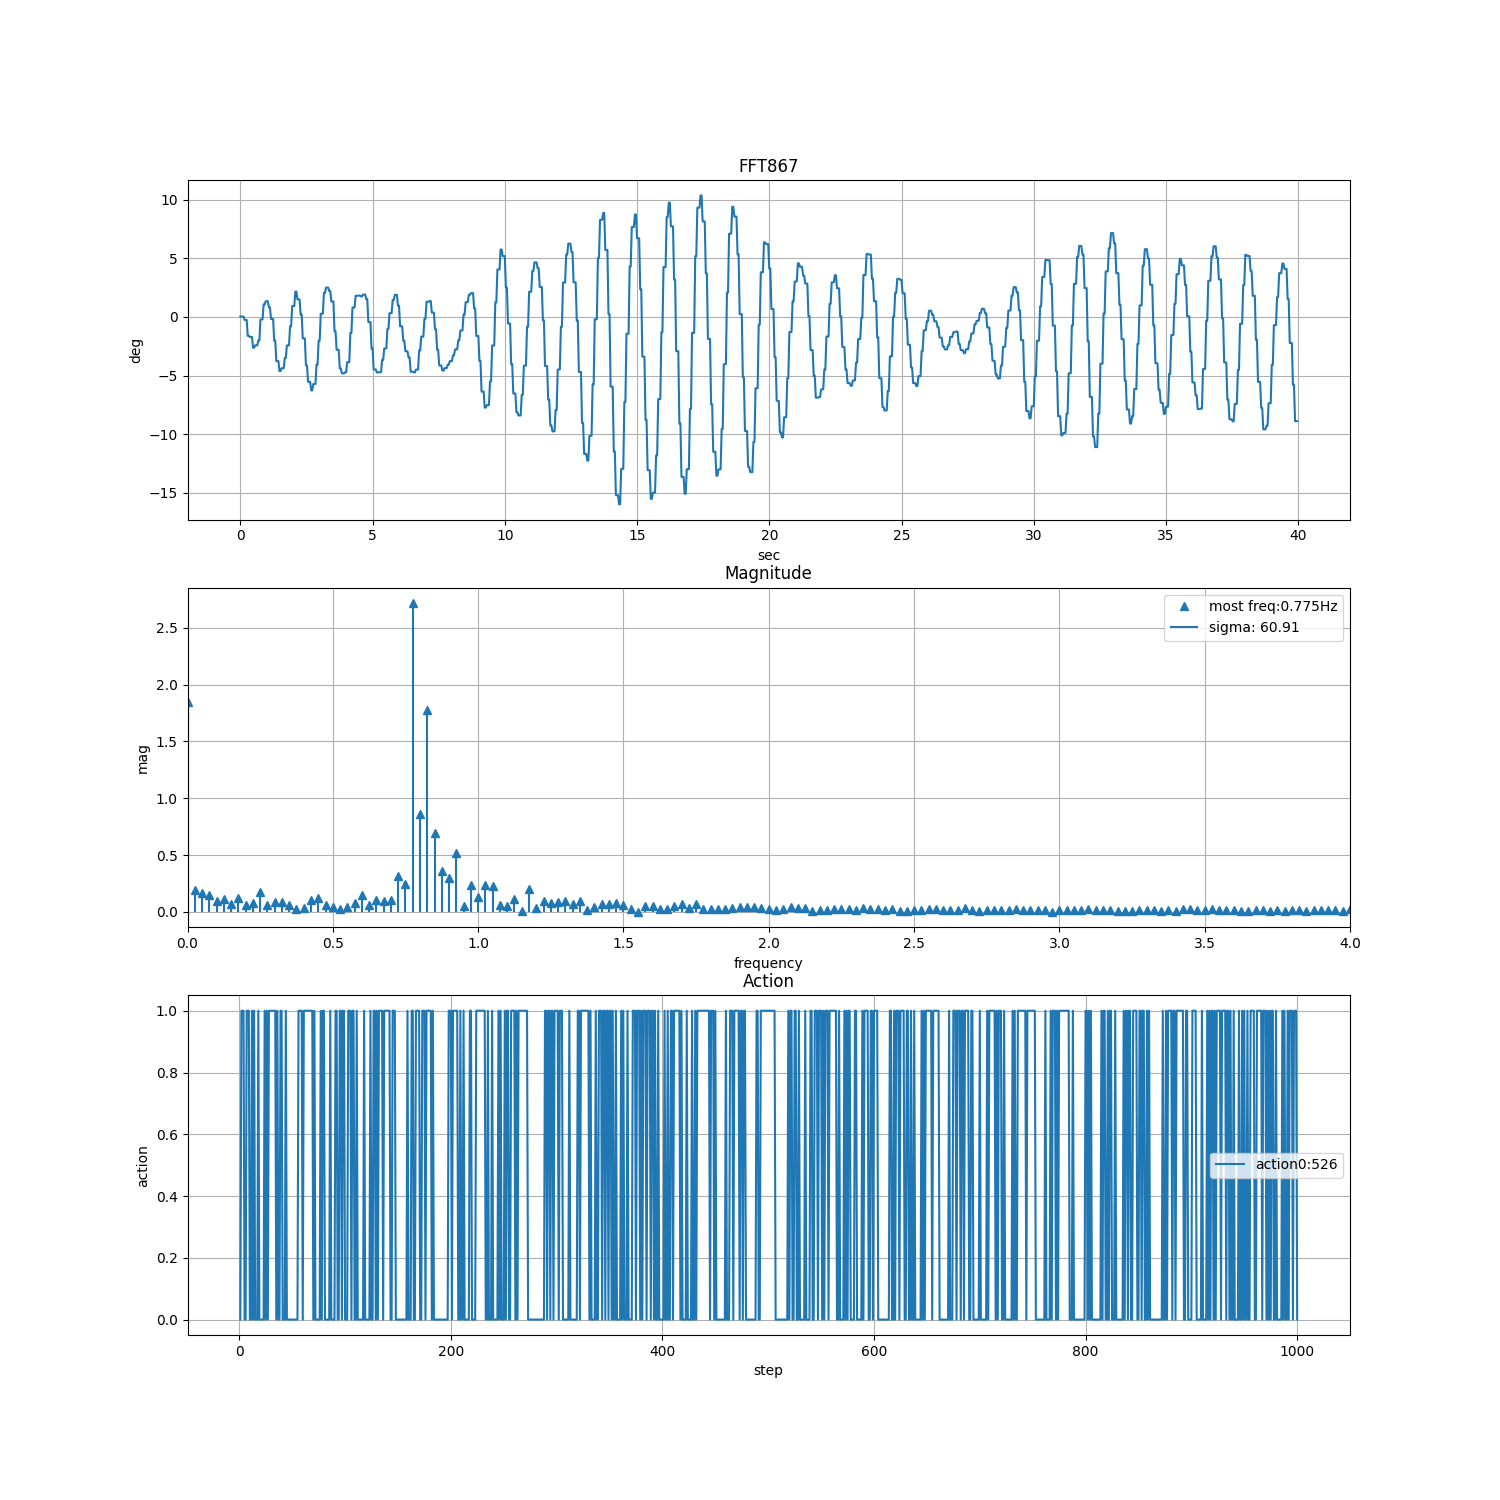 FFT867
10
5
0
−5
−10
−15
deg
0 5 10 15 20 25 30 35 40
sec
Magnitude
most freq:0.775Hz
sigma: 60.91
2.5
2.0
1.5
1.0
0.5
0.0
mag
0.0 0.5 1.0 1.5 2.0 2.5 3.0 3.5 4.0
frequency
Action
1.0
0.8
0.6
0.4
0.2
0.0
action
action0:526
0 200 400 600 800 1000
step